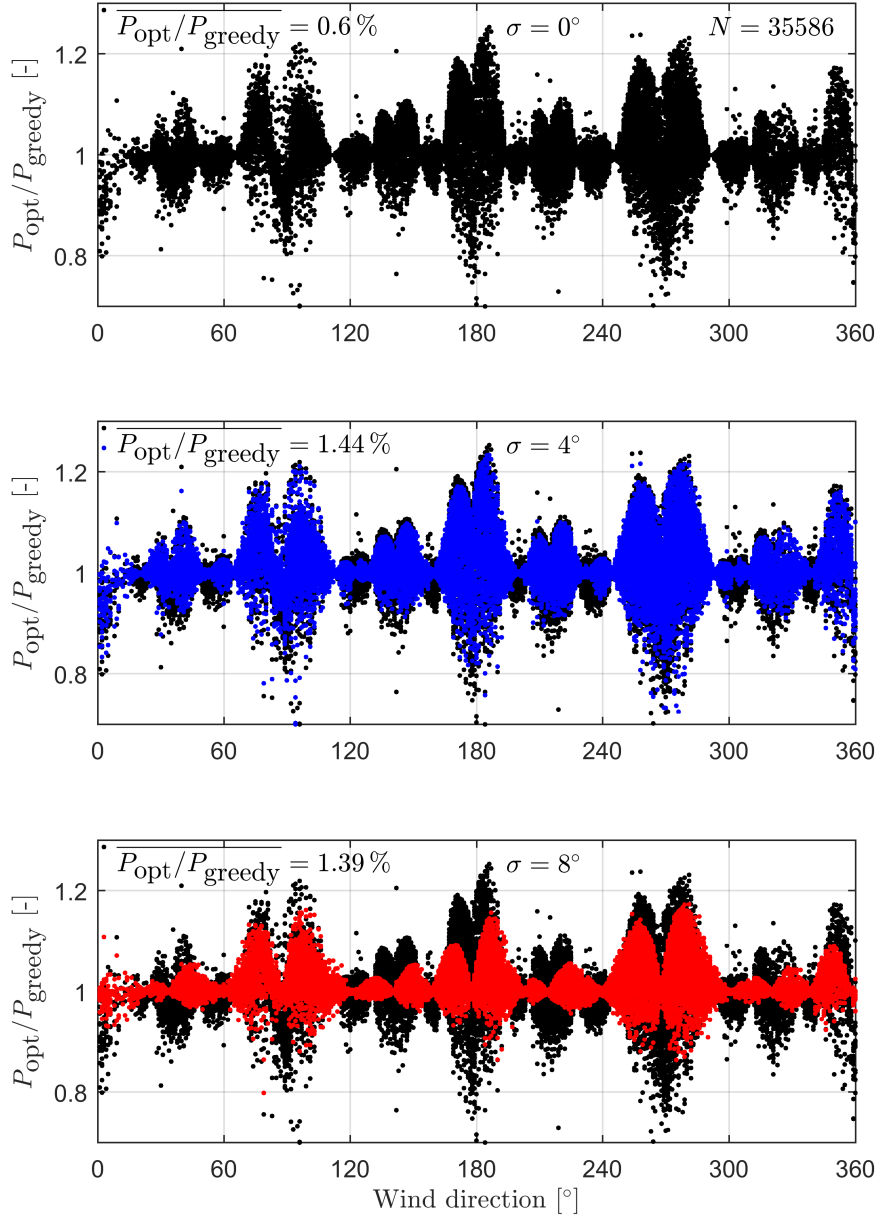 P_opt/P_greedy = 0.6 %   σ = 0°   N = 35586
1.2
1
0.8
P_opt/P_greedy [-]
0 60 120 180 240 300 360
P_opt/P_greedy = 1.44 %   σ = 4°
1.2
1
0.8
P_opt/P_greedy [-]
0 60 120 180 240 300 360
P_opt/P_greedy = 1.39 %   σ = 8°
1.2
1
0.8
P_opt/P_greedy [-]
0 60 120 180 240 300 360
Wind direction [°]